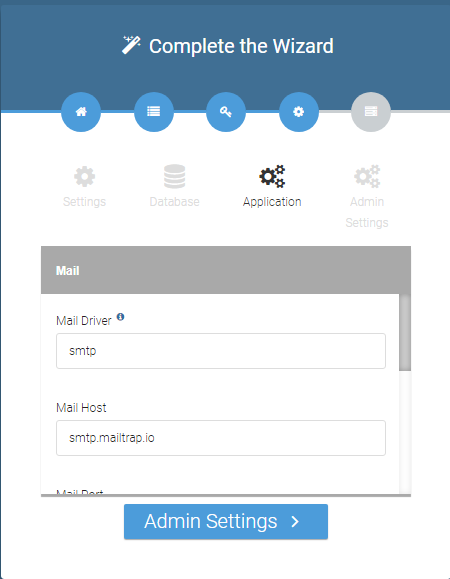 Complete the Wizard
Settings
Database
Application
Admin
Settings
Mail
Mail Driver
smtp
Mail Host
smtp.mailtrap.io
Mail Port
Admin Settings